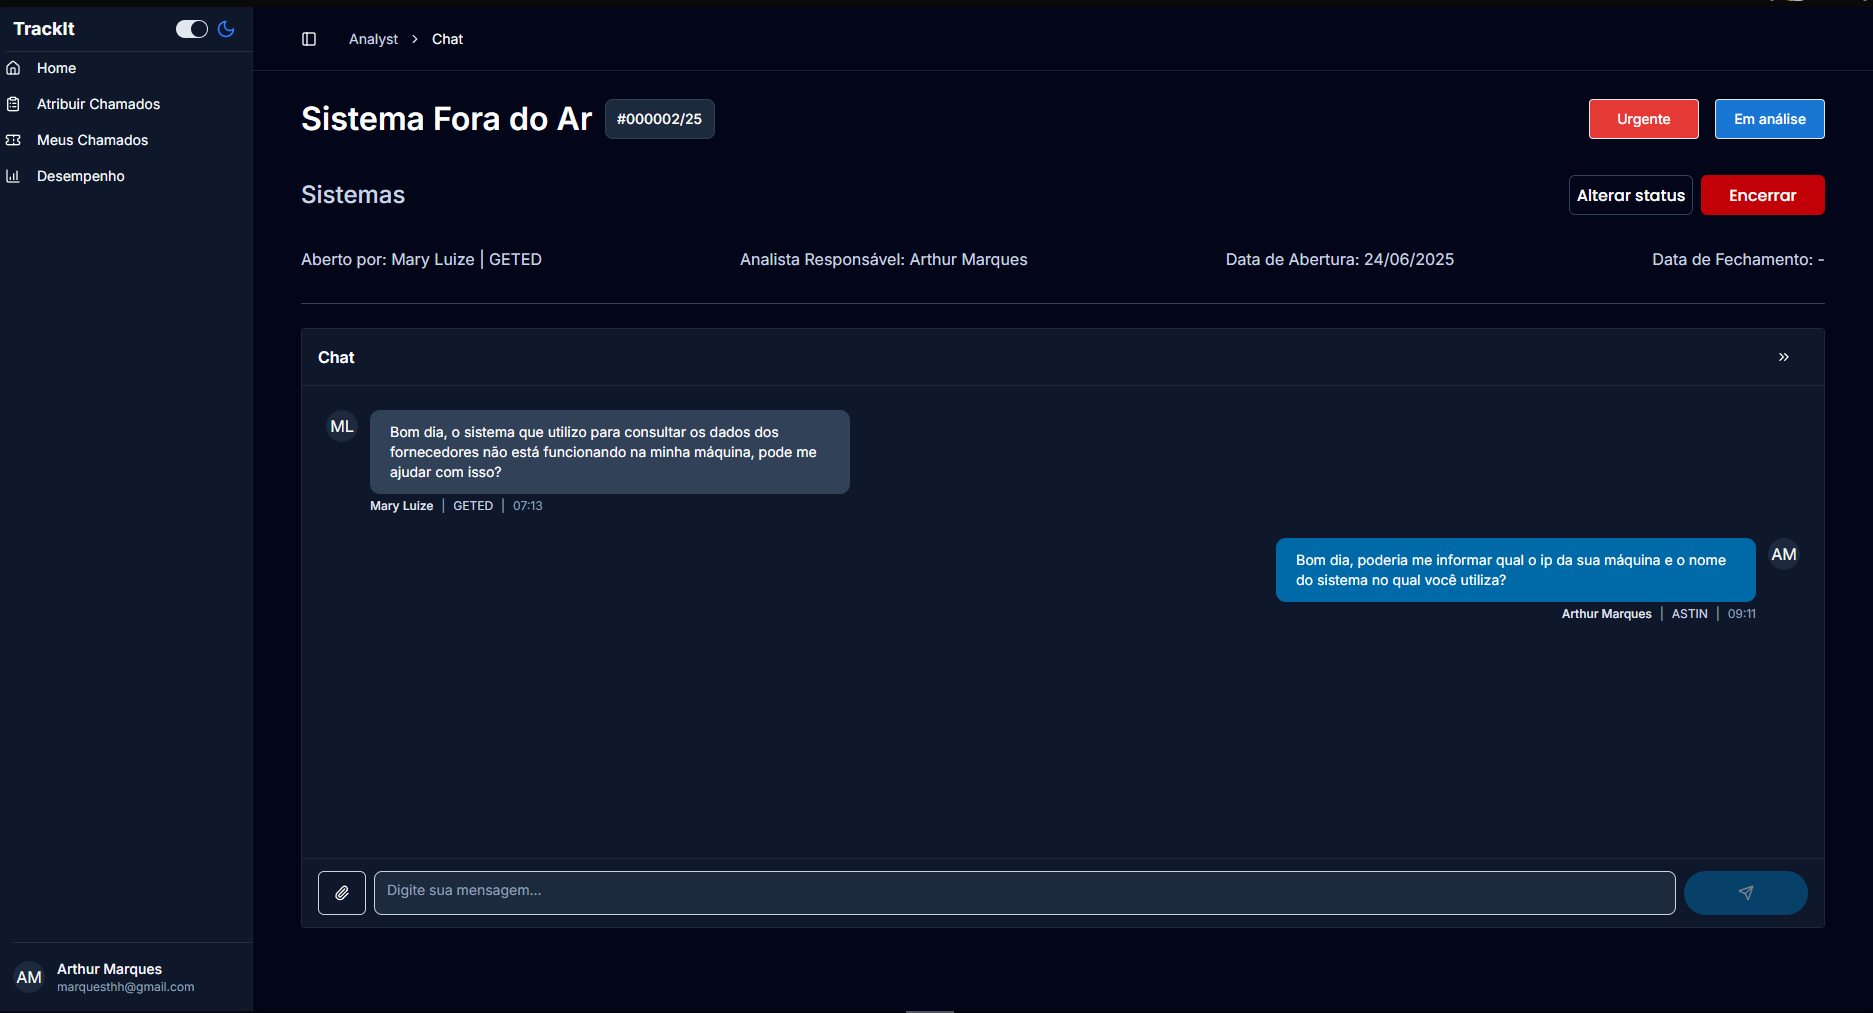 TrackIt
Home
Atribuir Chamados
Meus Chamados
Desempenho
Analyst > Chat
Sistema Fora do Ar #000002/25
Urgente
Em análise
Sistemas
Alterar status
Encerrar
Aberto por: Mary Luize | GETED
Analista Responsável: Arthur Marques
Data de Abertura: 24/06/2025
Data de Fechamento: -
Chat
ML
Bom dia, o sistema que utilizo para consultar os dados dos
fornecedores não está funcionando na minha máquina, pode me
ajudar com isso?
Mary Luize | GETED | 07:13
Bom dia, poderia me informar qual o ip da sua máquina e o nome
do sistema no qual você utiliza?
AM
Arthur Marques | ASTIN | 09:11
Digite sua mensagem...
AM
Arthur Marques
marquesthh@gmail.com